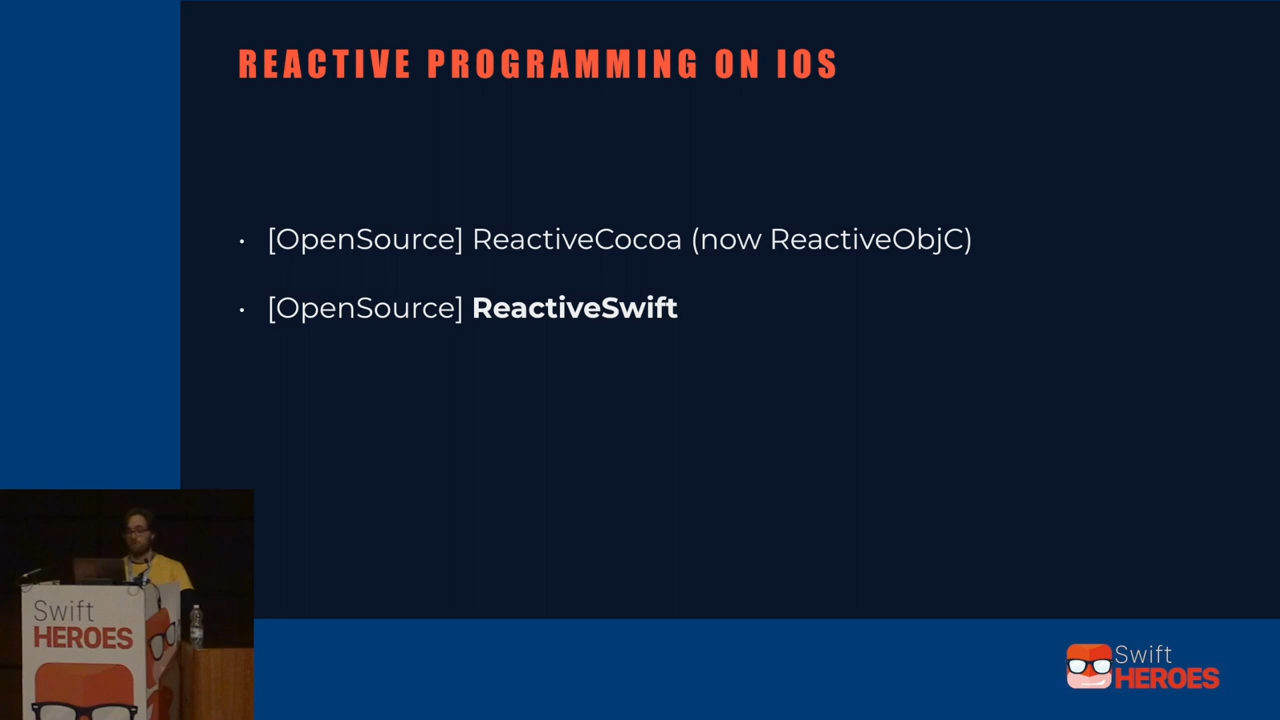 REACTIVE PROGRAMMING ON IOS
• [OpenSource] ReactiveCocoa (now ReactiveObjC)
• [OpenSource] ReactiveSwift
Swift
HEROES
Swift
HEROES